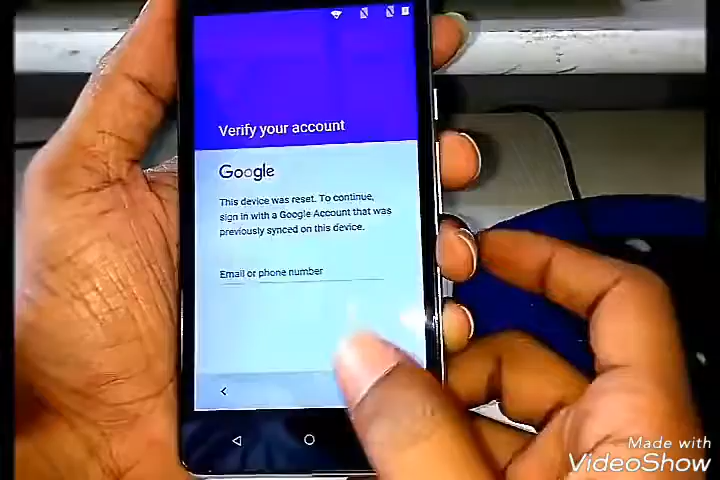 Verify your account
Google
This device was reset. To continue,
sign in with a Google Account that was
previously synced on this device.
Email or phone number
Made with
VideoShow